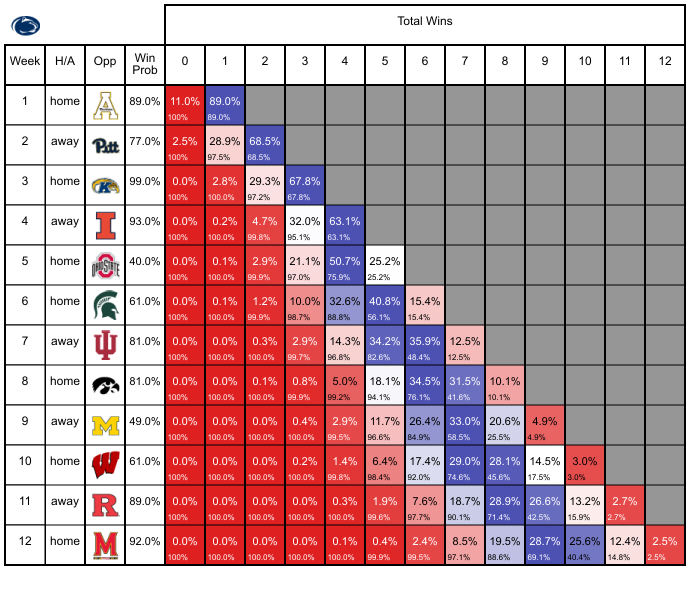 Total Wins
Week H/A Opp Win Prob 0 1 2 3 4 5 6 7 8 9 10 11 12
1 home A 89.0% 11.0% 89.0%
100% 89.0%
2 away Pitt 77.0% 2.5% 28.9% 68.5%
100% 97.5% 68.5%
3 home K 99.0% 0.0% 2.8% 29.3% 67.8%
100% 100.0% 97.2% 67.8%
4 away I 93.0% 0.0% 0.2% 4.7% 32.0% 63.1%
100% 100.0% 99.8% 95.1% 63.1%
5 home OHIO STATE 40.0% 0.0% 0.1% 2.9% 21.1% 50.7% 25.2%
100% 100.0% 99.9% 97.0% 75.9% 25.2%
6 home 61.0% 0.0% 0.1% 1.2% 10.0% 32.6% 40.8% 15.4%
100% 100.0% 99.9% 98.7% 88.8% 56.1% 15.4%
7 away IU 81.0% 0.0% 0.0% 0.3% 2.9% 14.3% 34.2% 35.9% 12.5%
100% 100.0% 100.0% 99.7% 96.8% 82.6% 48.4% 12.5%
8 home 81.0% 0.0% 0.0% 0.1% 0.8% 5.0% 18.1% 34.5% 31.5% 10.1%
100% 100.0% 100.0% 99.9% 99.2% 94.1% 76.1% 41.6% 10.1%
9 away M 49.0% 0.0% 0.0% 0.0% 0.4% 2.9% 11.7% 26.4% 33.0% 20.6% 4.9%
100% 100.0% 100.0% 100.0% 99.5% 96.6% 84.9% 58.5% 25.5% 4.9%
10 home W 61.0% 0.0% 0.0% 0.0% 0.2% 1.4% 6.4% 17.4% 29.0% 28.1% 14.5% 3.0%
100% 100.0% 100.0% 100.0% 99.8% 98.4% 92.0% 74.6% 45.6% 17.5% 3.0%
11 away R 89.0% 0.0% 0.0% 0.0% 0.0% 0.3% 1.9% 7.6% 18.7% 28.9% 26.6% 13.2% 2.7%
100% 100.0% 100.0% 100.0% 100.0% 99.6% 97.7% 90.1% 71.4% 42.5% 15.9% 2.7%
12 home M 92.0% 0.0% 0.0% 0.0% 0.1% 0.4% 0.5% 2.4% 8.5% 19.5% 28.7% 25.6% 12.4% 2.5%
100% 100.0% 100.0% 100.0% 100.0% 99.9% 99.5% 97.1% 88.6% 69.1% 40.4% 14.8% 2.5%